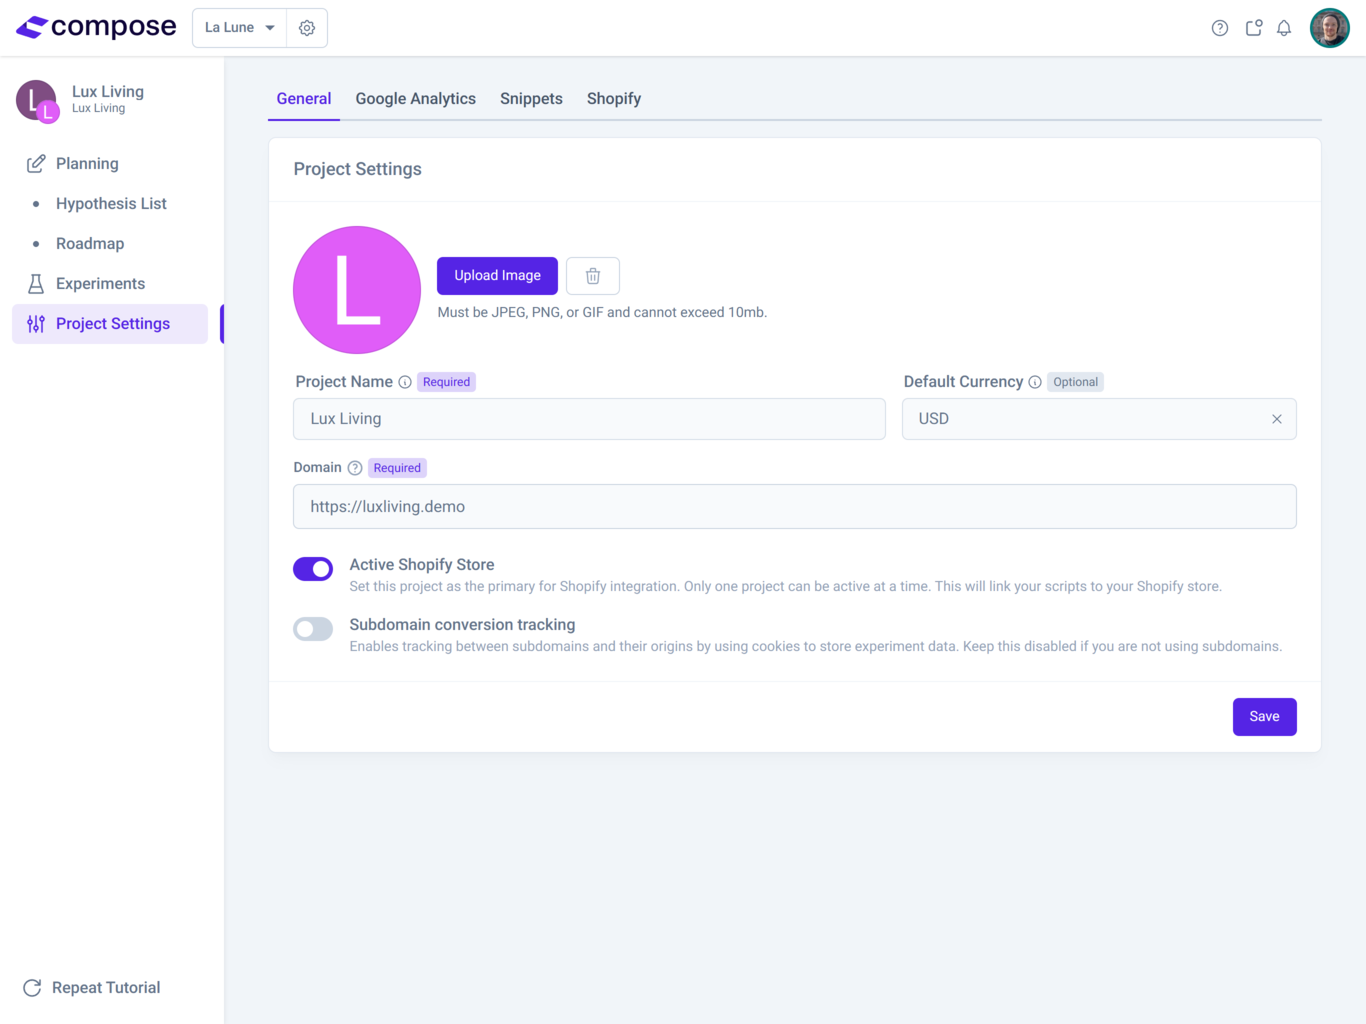 compose
La Lune
L
L
Lux Living
Lux Living
Planning
Hypothesis List
Roadmap
Experiments
Project Settings
Repeat Tutorial
General
Google Analytics
Snippets
Shopify
Project Settings
L
Upload Image
Must be JPEG, PNG, or GIF and cannot exceed 10mb.
Project Name
Required
Lux Living
Default Currency
Optional
USD
Domain
Required
https://luxliving.demo
Active Shopify Store
Set this project as the primary for Shopify integration. Only one project can be active at a time. This will link your scripts to your Shopify store.
Subdomain conversion tracking
Enables tracking between subdomains and their origins by using cookies to store experiment data. Keep this disabled if you are not using subdomains.
Save